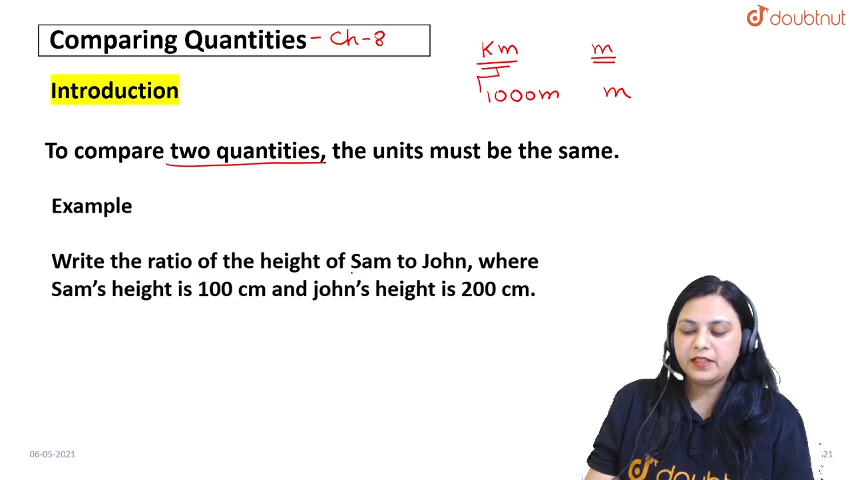 doubtnut
Comparing Quantities - Ch-8
Km m
Introduction
1000m m
To compare two quantities, the units must be the same.
Example
Write the ratio of the height of Sam to John, where
Sam's height is 100 cm and john's height is 200 cm.
06-05-2021
21
doubtnut